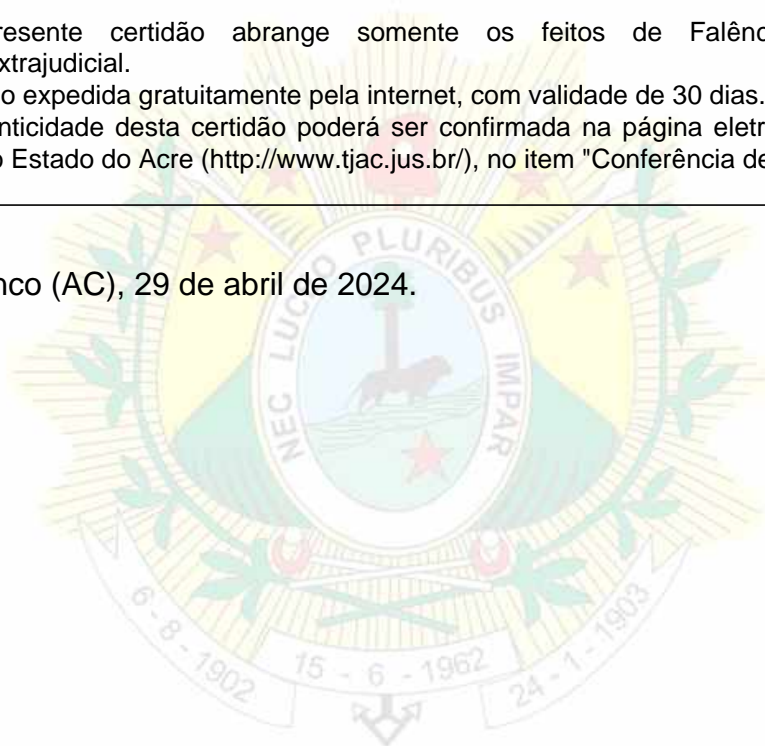 resente certidão abrange somente os feitos de Falênc
xtrajudicial.
o expedida gratuitamente pela internet, com validade de 30 dias.
nticidade desta certidão poderá ser confirmada na página eletr
o Estado do Acre (http://www.tjac.jus.br/), no item "Conferência de
nco (AC), 29 de abril de 2024.
NEC LUCEO PLURIBUS IMPAR
6 - 8 - 1902
15 - 6 - 1962
24 - 1 - 1903